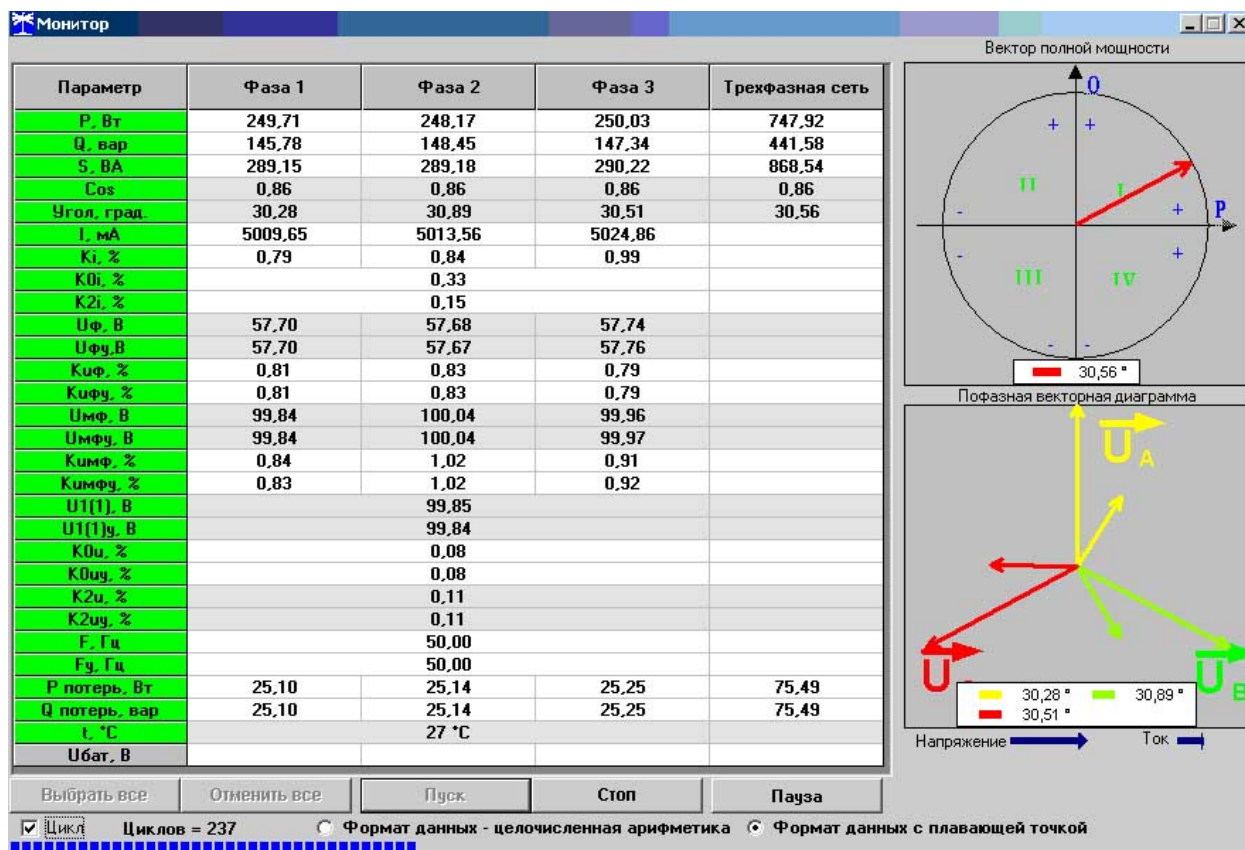 Монитор
Параметр Фаза 1 Фаза 2 Фаза 3 Трехфазная сеть
P, Вт 249,71 248,17 250,03 747,92
Q, вар 145,78 148,45 147,34 441,58
S, ВА 289,15 289,18 290,22 868,54
Cos 0,86 0,86 0,86 0,86
Угол, град. 30,28 30,89 30,51 30,56
I, мА 5009,65 5013,56 5024,86
Ki, % 0,79 0,84 0,99
K0i, % 0,33
K2i, % 0,15
Uф, В 57,70 57,68 57,74
Uфу,В 57,70 57,67 57,76
Kuф, % 0,81 0,83 0,79
Kuфу, % 0,81 0,83 0,79
Uмф, В 99,84 100,04 99,96
Uмфу, В 99,84 100,04 99,97
Kuмф, % 0,84 1,02 0,91
Kuмфу, % 0,83 1,02 0,92
U1(1), В 99,85
U1(1)у, В 99,84
K0u, % 0,08
K0uy, % 0,08
K2u, % 0,11
K2uy, % 0,11
F, Гц 50,00
Fy, Гц 50,00
P потерь, Вт 25,10 25,14 25,25 75,49
Q потерь, вар 25,10 25,14 25,25 75,49
t, °C 27 °C
Uбат, В
Вектор полной мощности
Q
+ +
II I
- + P
- +
III IV
- -
30,56 °
Пофазная векторная диаграмма
U A
U U B
30,28 ° 30,89 °
30,51 °
Напряжение Ток
Выбрать все Отменить все Пуск Стоп Пауза
Цикл Циклов = 237 Формат данных - целочисленная арифметика Формат данных с плавающей точкой